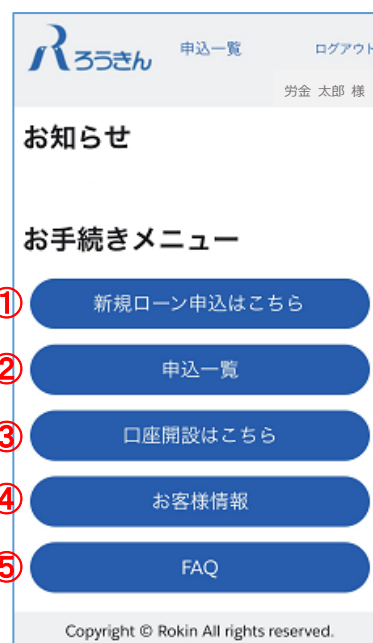 ろうきん 申込一覧 ログアウト
労金 太郎 様
お知らせ
お手続きメニュー
① 新規ローン申込はこちら
② 申込一覧
③ 口座開設はこちら
④ お客様情報
⑤ FAQ
Copyright © Rokin All rights reserved.